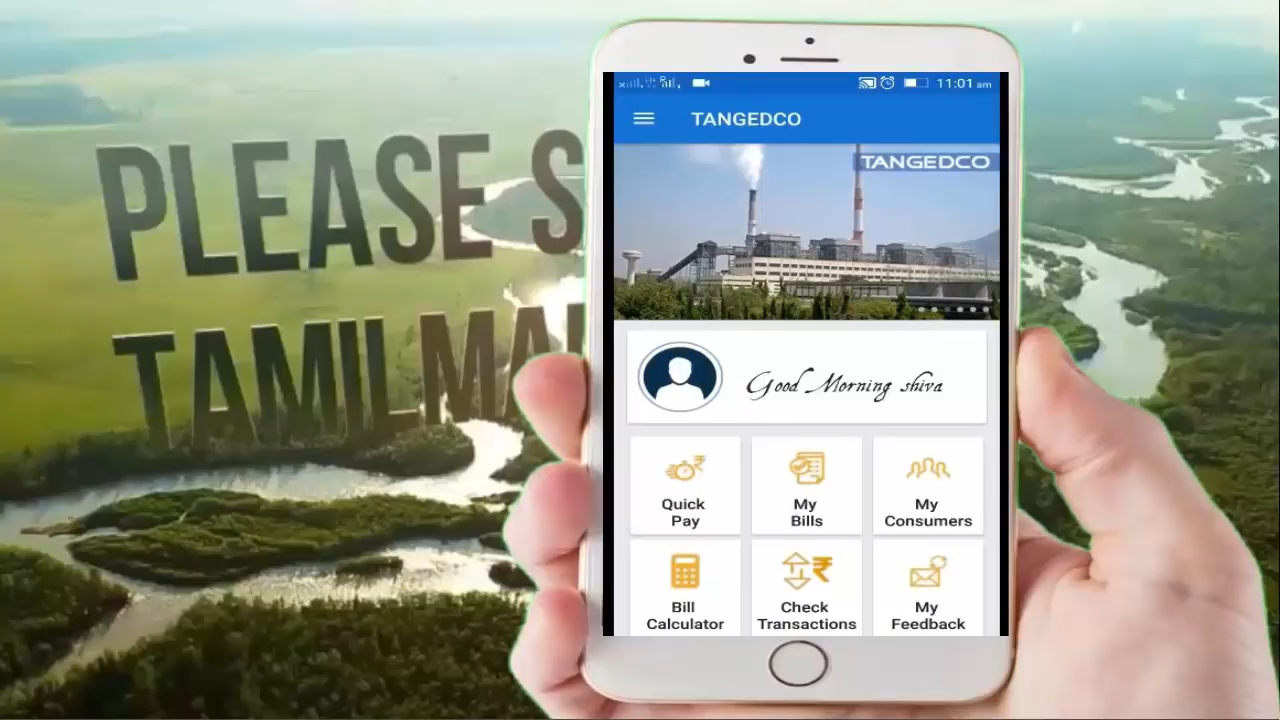 PLEASE S
TAMILMA
11:01 am
TANGEDCO
TANGEDCO
Good Morning shiva
Quick
Pay
My
Bills
My
Consumers
Bill
Calculator
Check
Transactions
My
Feedback